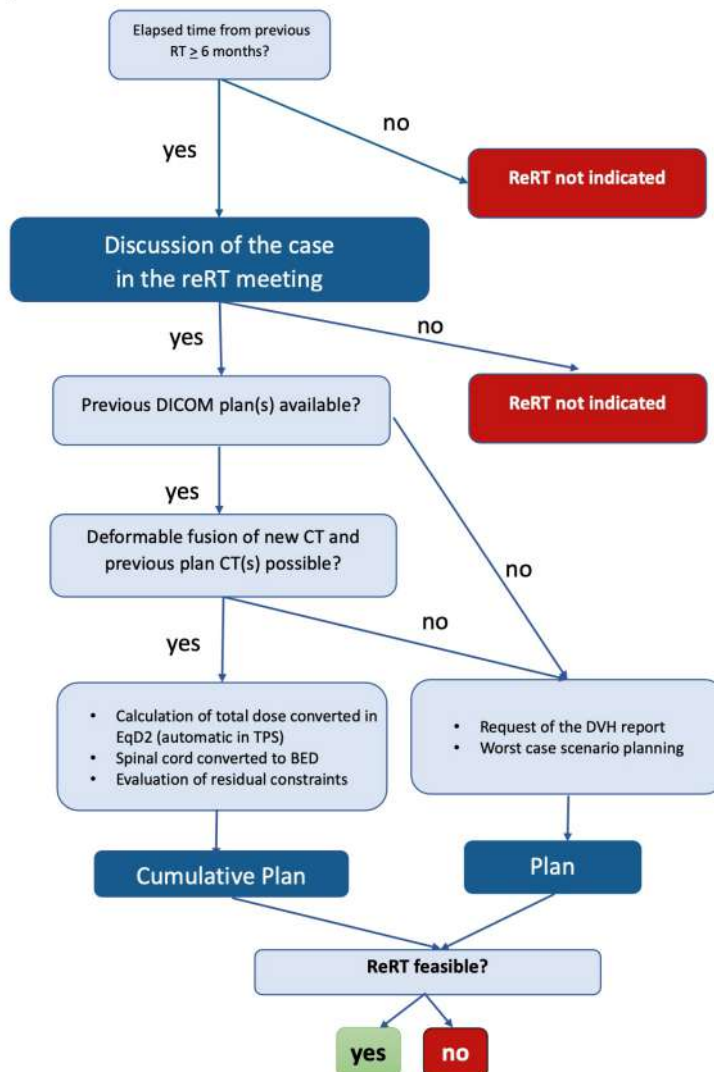 Elapsed time from previous
RT ≥ 6 months?
no
yes
ReRT not indicated
Discussion of the case
in the reRT meeting
no
yes
ReRT not indicated
Previous DICOM plan(s) available?
yes
Deformable fusion of new CT and
previous plan CT(s) possible?
no
no
yes
• Calculation of total dose converted in
EqD2 (automatic in TPS)
• Spinal cord converted to BED
• Evaluation of residual constraints
• Request of the DVH report
• Worst case scenario planning
Cumulative Plan
Plan
ReRT feasible?
yes
no